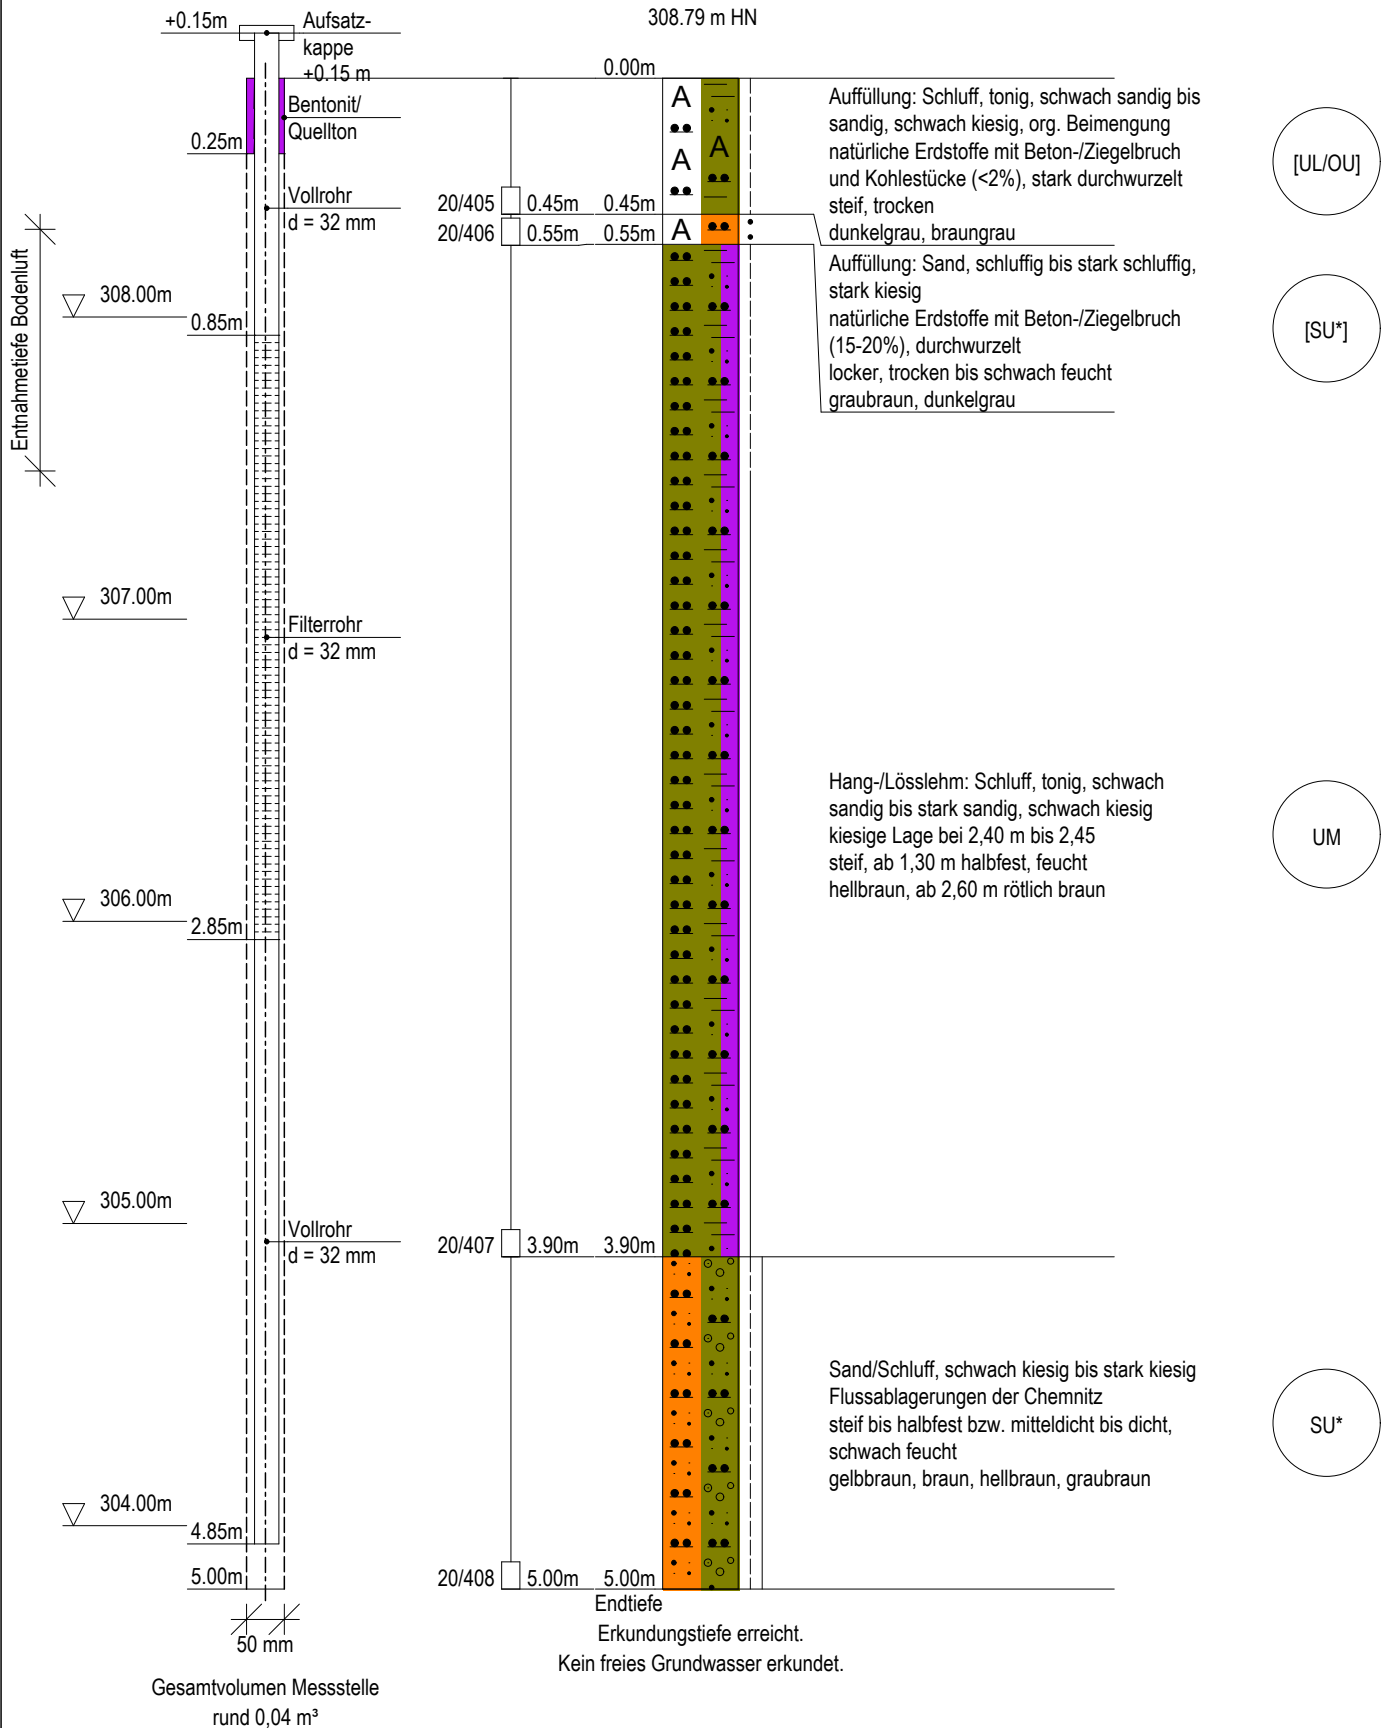 308.79 m HN
+0.15m
Aufsatz-
kappe
+0.15 m
Bentonit/
Quellton
0.25m
Vollrohr
d = 32 mm
Entnahmetiefe Bodenluft
308.00m
0.85m
307.00m
Filterrohr
d = 32 mm
306.00m
2.85m
305.00m
Vollrohr
d = 32 mm
304.00m
4.85m
5.00m
50 mm
Gesamtvolumen Messstelle
rund 0,04 m³
0.00m
20/405 0.45m 0.45m
20/406 0.55m 0.55m
20/407 3.90m 3.90m
20/408 5.00m 5.00m
Endtiefe
Erkundungstiefe erreicht.
Kein freies Grundwasser erkundet.
A
A
A
A
Auffüllung: Schluff, tonig, schwach sandig bis
sandig, schwach kiesig, org. Beimengung
natürliche Erdstoffe mit Beton-/Ziegelbruch
und Kohlestücke (<2%), stark durchwurzelt
steif, trocken
dunkelgrau, braungrau
[UL/OU]
Auffüllung: Sand, schluffig bis stark schluffig,
stark kiesig
natürliche Erdstoffe mit Beton-/Ziegelbruch
(15-20%), durchwurzelt
locker, trocken bis schwach feucht
graubraun, dunkelgrau
[SU*]
Hang-/Lösslehm: Schluff, tonig, schwach
sandig bis stark sandig, schwach kiesig
kiesige Lage bei 2,40 m bis 2,45
steif, ab 1,30 m halbfest, feucht
hellbraun, ab 2,60 m rötlich braun
UM
Sand/Schluff, schwach kiesig bis stark kiesig
Flussablagerungen der Chemnitz
steif bis halbfest bzw. mitteldicht bis dicht,
schwach feucht
gelbbraun, braun, hellbraun, graubraun
SU*